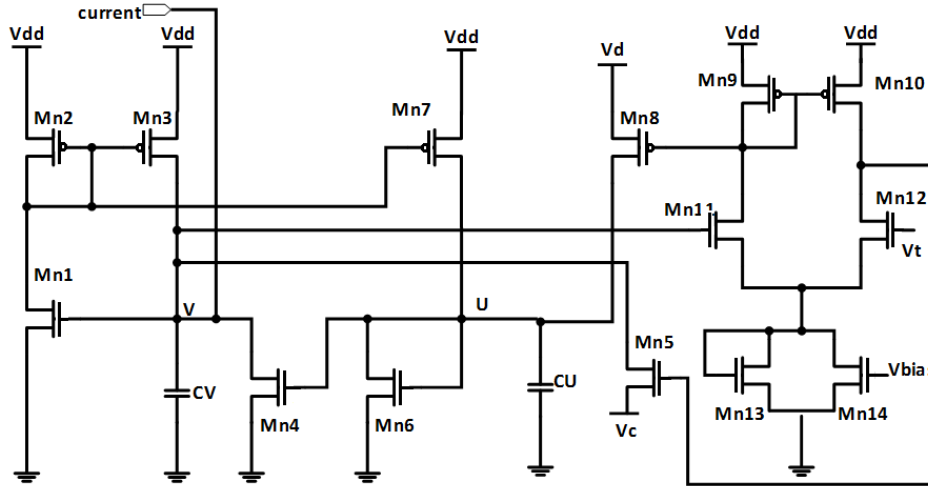 current
Vdd
Vdd
Vdd
Vd
Vdd
Vdd
Mn2
Mn3
Mn7
Mn8
Mn9
Mn10
Mn11
Mn12
Vt
Mn1
V
U
Mn5
CV
CU
Mn4
Mn6
Vc
Mn13
Mn14
Vbia